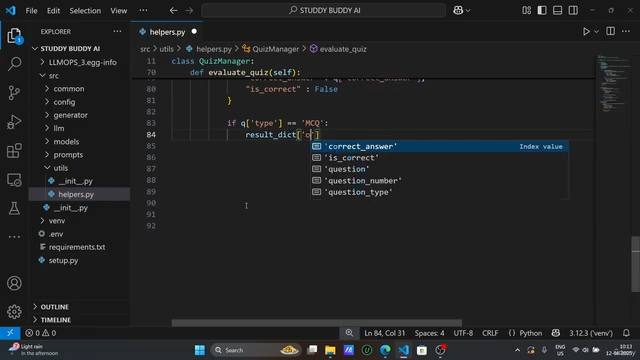 File Edit Selection View ... STUDDY BUDDY AI
EXPLORER ...
helpers.py
STUDDY BUDDY AI
LLMOPS_3.egg-info
src
common
config
generator
llm
models
prompts
utils
__init__.py
helpers.py
__init__.py
venv
.env
requirements.txt
setup.py
OUTLINE
TIMELINE
src > utils > helpers.py > QuizManager > evaluate_quiz
11 class QuizManager:
70 def evaluate_quiz(self):
"is_correct" : False
}
83 if q['type'] == 'MCQ':
84 result_dict['o']
85
86
87
88
89
90
91
92
'correct_answer' Index value
'is_correct'
'question'
'question_number'
'question_type'
0 0 Ln 84, Col 31 Spaces: 4 UTF-8 CRLF Python 3.12.3 ('venv')
Light rain
In the next hour
Search
ENG
US
10:13